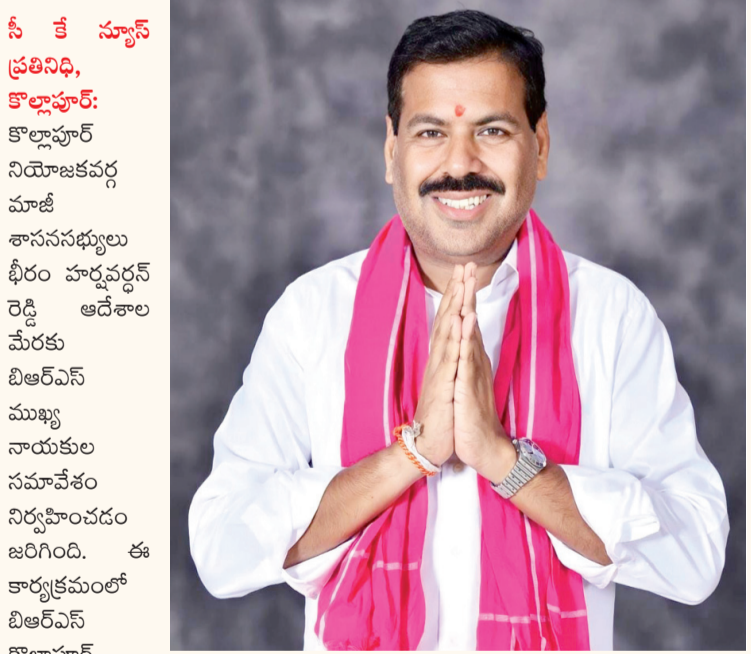 సీ కే న్యూస్
ప్రతినిధి,
కొల్లాపూర్:
కొల్లాపూర్
నియోజకవర్గ
మాజీ
శాసనసభ్యులు
భీరం హర్షవర్ధన్
రెడ్డి ఆదేశాల
మేరకు
బిఆర్ఎస్
ముఖ్య
నాయకుల
సమావేశం
నిర్వహించడం
జరిగింది. ఈ
కార్యక్రమంలో
బిఆర్ఎస్